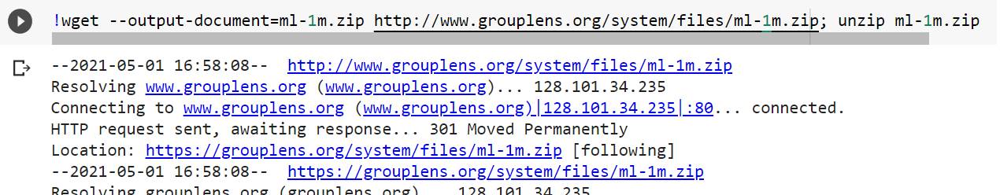 !wget --output-document=ml-1m.zip http://www.grouplens.org/system/files/ml-1m.zip; unzip ml-1m.zip
--2021-05-01 16:58:08--  http://www.grouplens.org/system/files/ml-1m.zip
Resolving www.grouplens.org (www.grouplens.org)... 128.101.34.235
Connecting to www.grouplens.org (www.grouplens.org)|128.101.34.235|:80... connected.
HTTP request sent, awaiting response... 301 Moved Permanently
Location: https://grouplens.org/system/files/ml-1m.zip [following]
--2021-05-01 16:58:08--  https://grouplens.org/system/files/ml-1m.zip
Resolving grouplens.org (grouplens.org)... 128.101.34.235